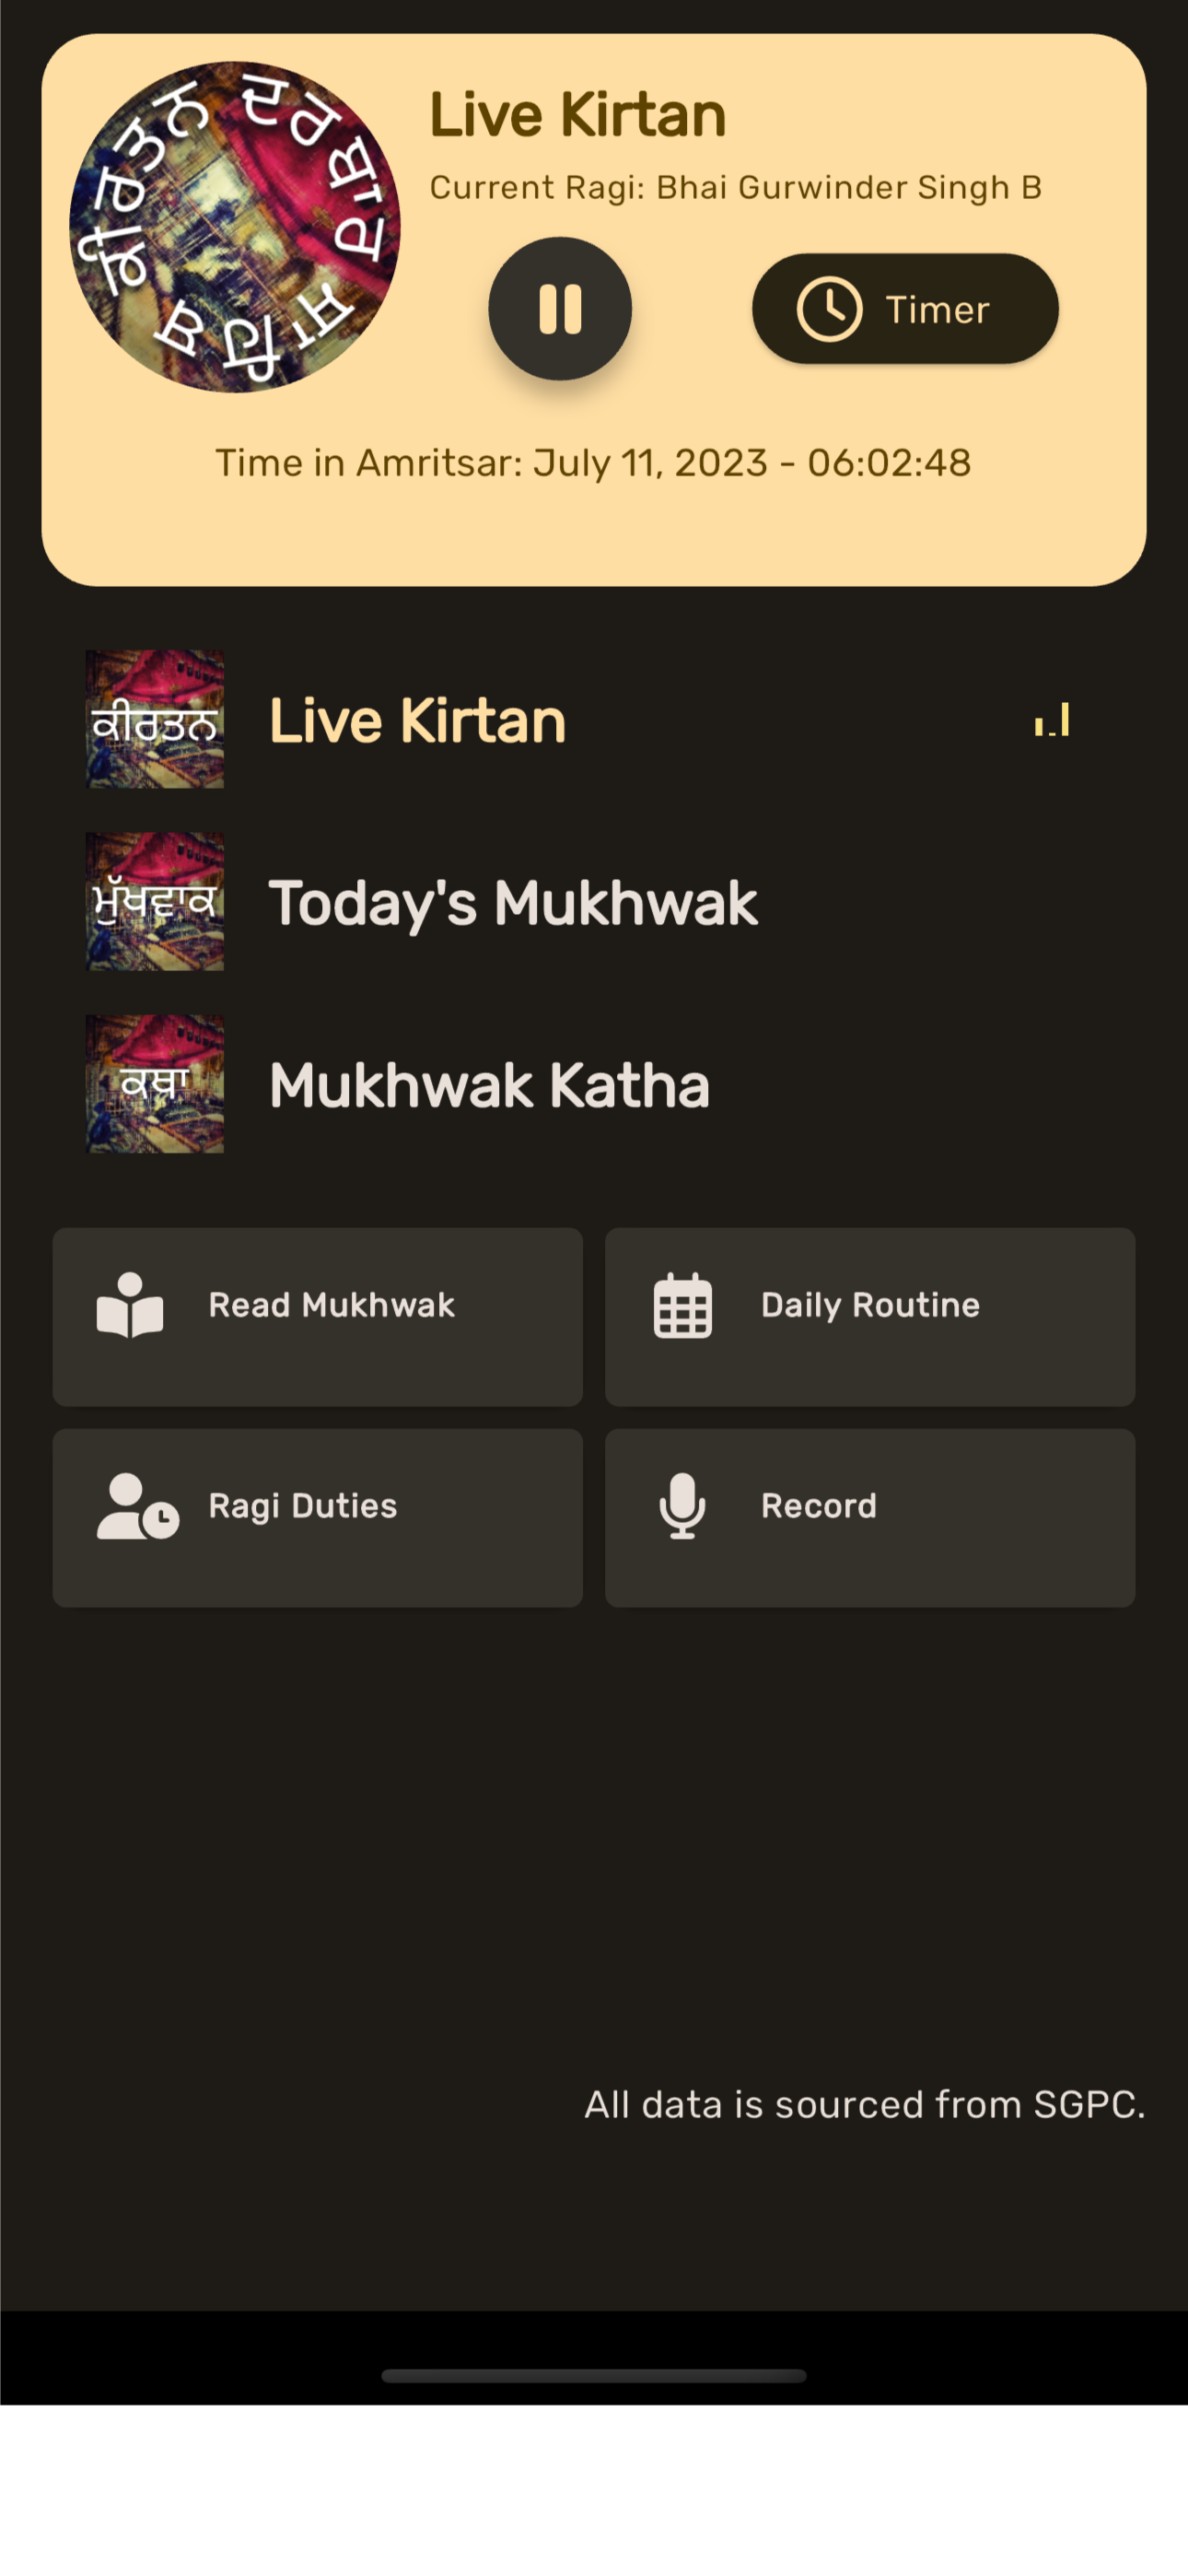 ਕੀਰਤਨ ਦਰਬਾਰ ਸਾਹਿਬ
Live Kirtan
Current Ragi: Bhai Gurwinder Singh B
Timer
Time in Amritsar: July 11, 2023 - 06:02:48
ਕੀਰਤਨ
Live Kirtan
ਮੁੱਖਵਾਕ
Today's Mukhwak
ਕਥਾ
Mukhwak Katha
Read Mukhwak
Daily Routine
Ragi Duties
Record
All data is sourced from SGPC.